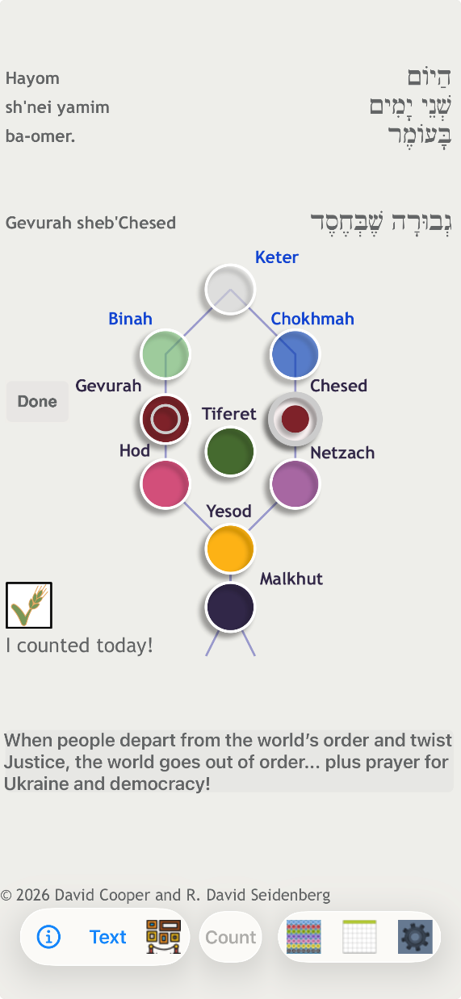 Hayom
הַיּוֹם
sh'nei yamim
שְׁנֵי יָמִים
ba-omer.
בָּעוֹמֶר
Gevurah sheb'Chesed
גְּבוּרָה שֶׁבְּחֶסֶד
Keter
Binah
Chokhmah
Gevurah
Chesed
Done
Tiferet
Hod
Netzach
Yesod
Malkhut
I counted today!
When people depart from the world’s order and twist
Justice, the world goes out of order... plus prayer for
Ukraine and democracy!
© 2026 David Cooper and R. David Seidenberg
Text
Count